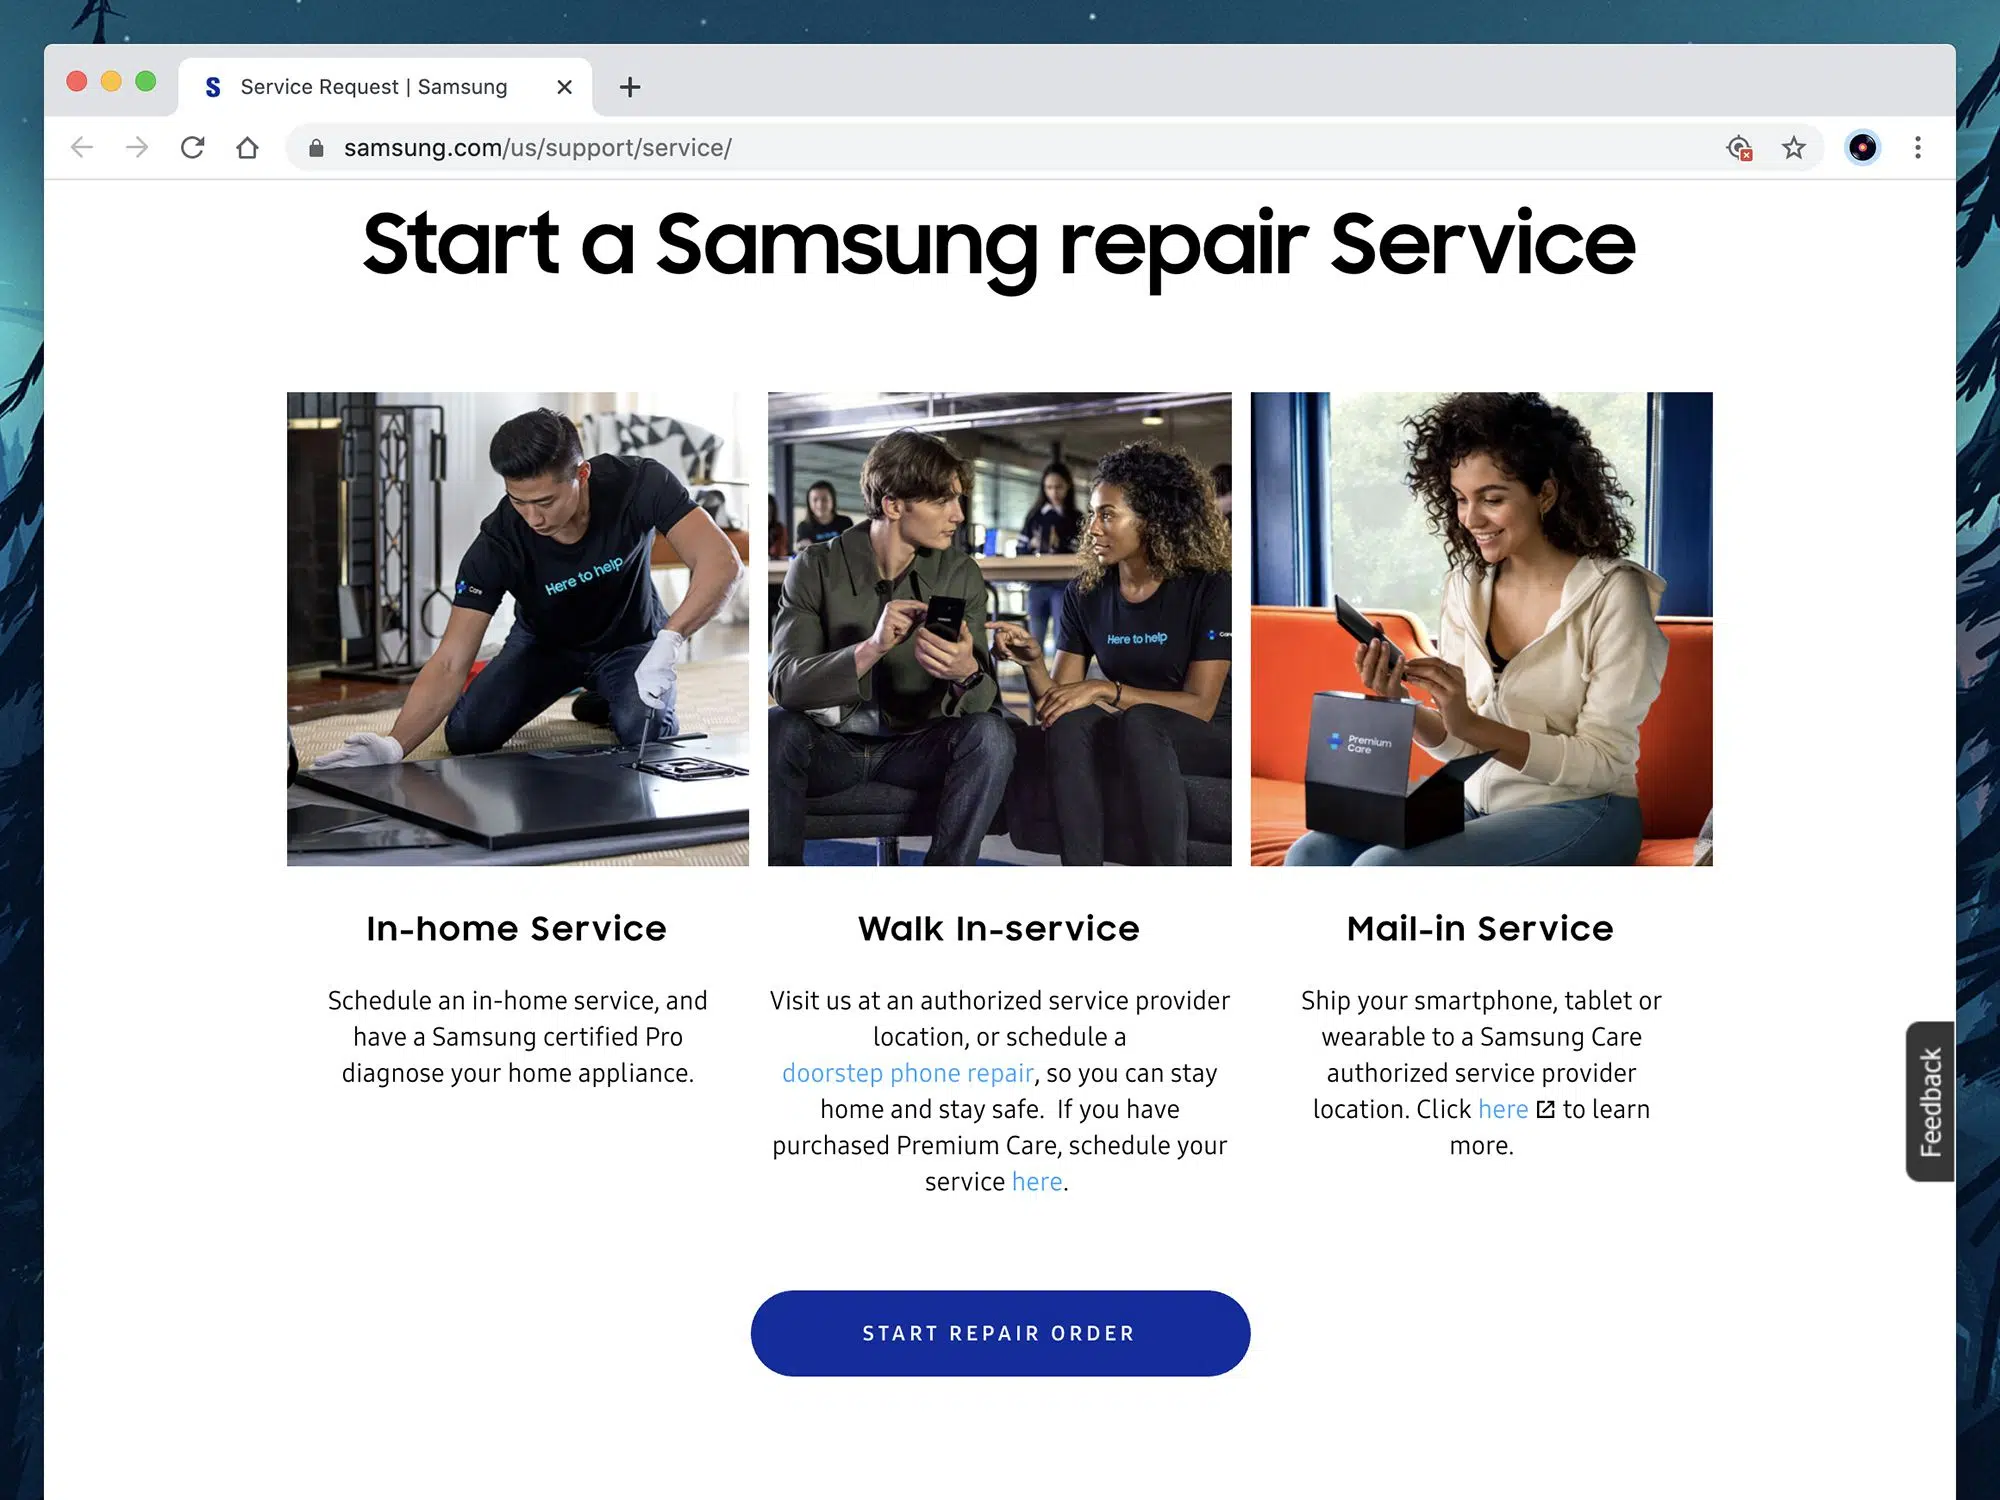 Service Request | Samsung
samsung.com/us/support/service/
Start a Samsung repair Service
Here to help
Care
Here to help
Care
Premium
Care
In-home Service
Schedule an in-home service, and
have a Samsung certified Pro
diagnose your home appliance.
Walk In-service
Visit us at an authorized service provider
location, or schedule a
doorstep phone repair, so you can stay
home and stay safe.  If you have
purchased Premium Care, schedule your
service here.
Mail-in Service
Ship your smartphone, tablet or
wearable to a Samsung Care
authorized service provider
location. Click here to learn
more.
Feedback
START REPAIR ORDER